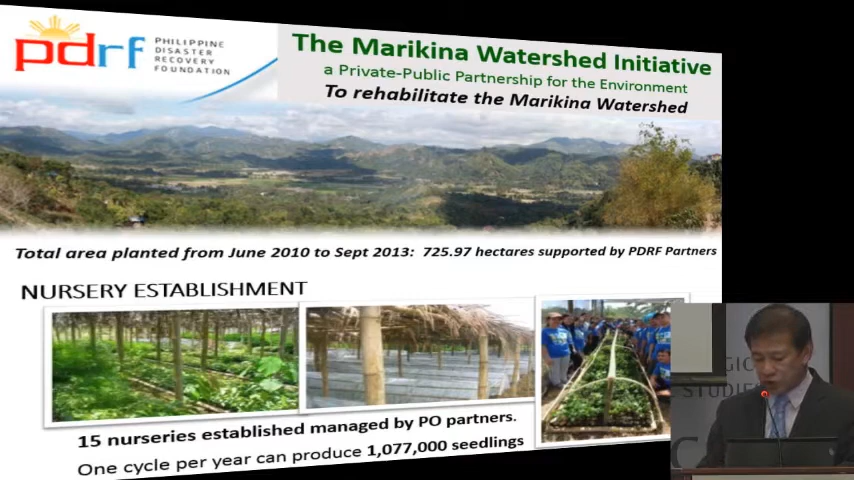 pdrf
PHILIPPINE
DISASTER
RECOVERY
FOUNDATION
The Marikina Watershed Initiative
a Private-Public Partnership for the Environment
To rehabilitate the Marikina Watershed
Total area planted from June 2010 to Sept 2013: 725.97 hectares supported by PDRF Partners
NURSERY ESTABLISHMENT
15 nurseries established managed by PO partners.
One cycle per year can produce 1,077,000 seedlings
GIC
STUDIE